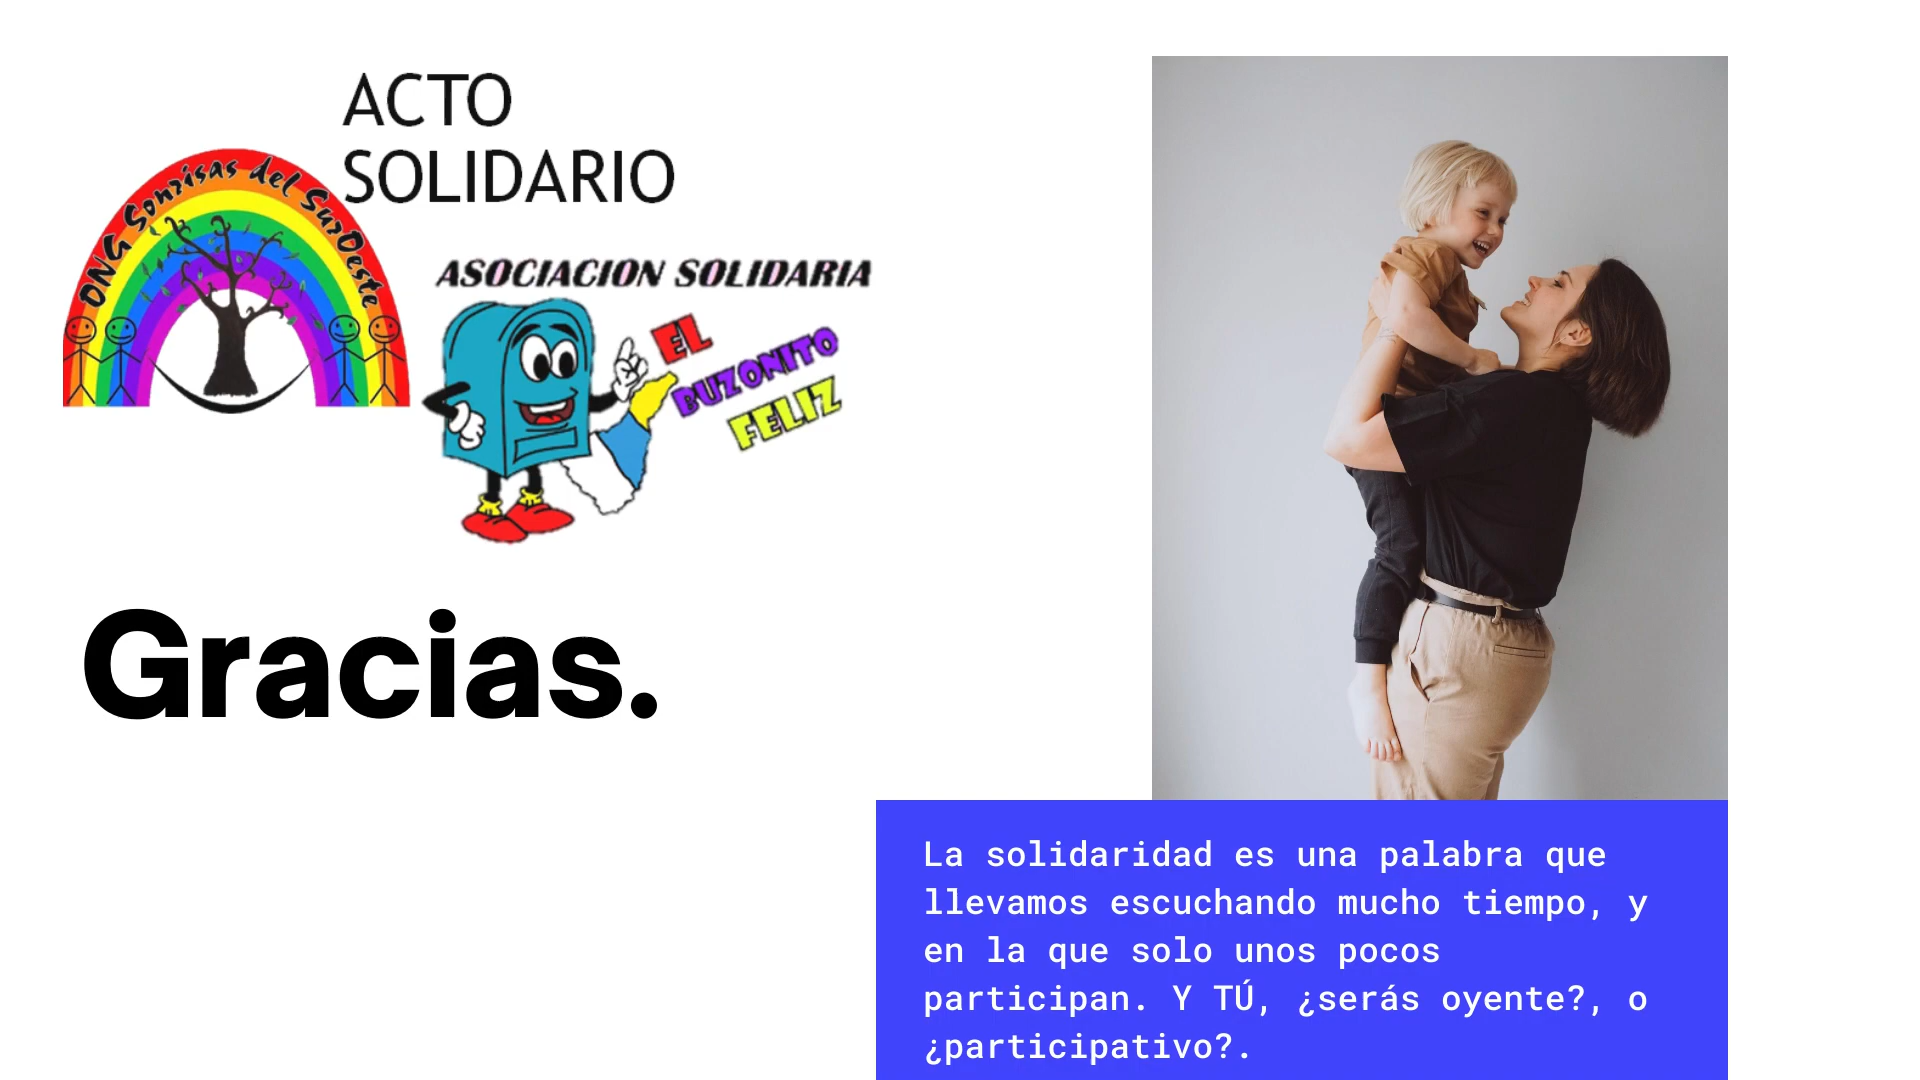 ACTO
SOLIDARIO
ONG Sonrisas del SurOeste
ASOCIACION SOLIDARIA
EL
BUZONITO
FELIZ
Gracias.
La solidaridad es una palabra que
llevamos escuchando mucho tiempo, y
en la que solo unos pocos
participan. Y TÚ, ¿serás oyente?, o
¿participativo?.